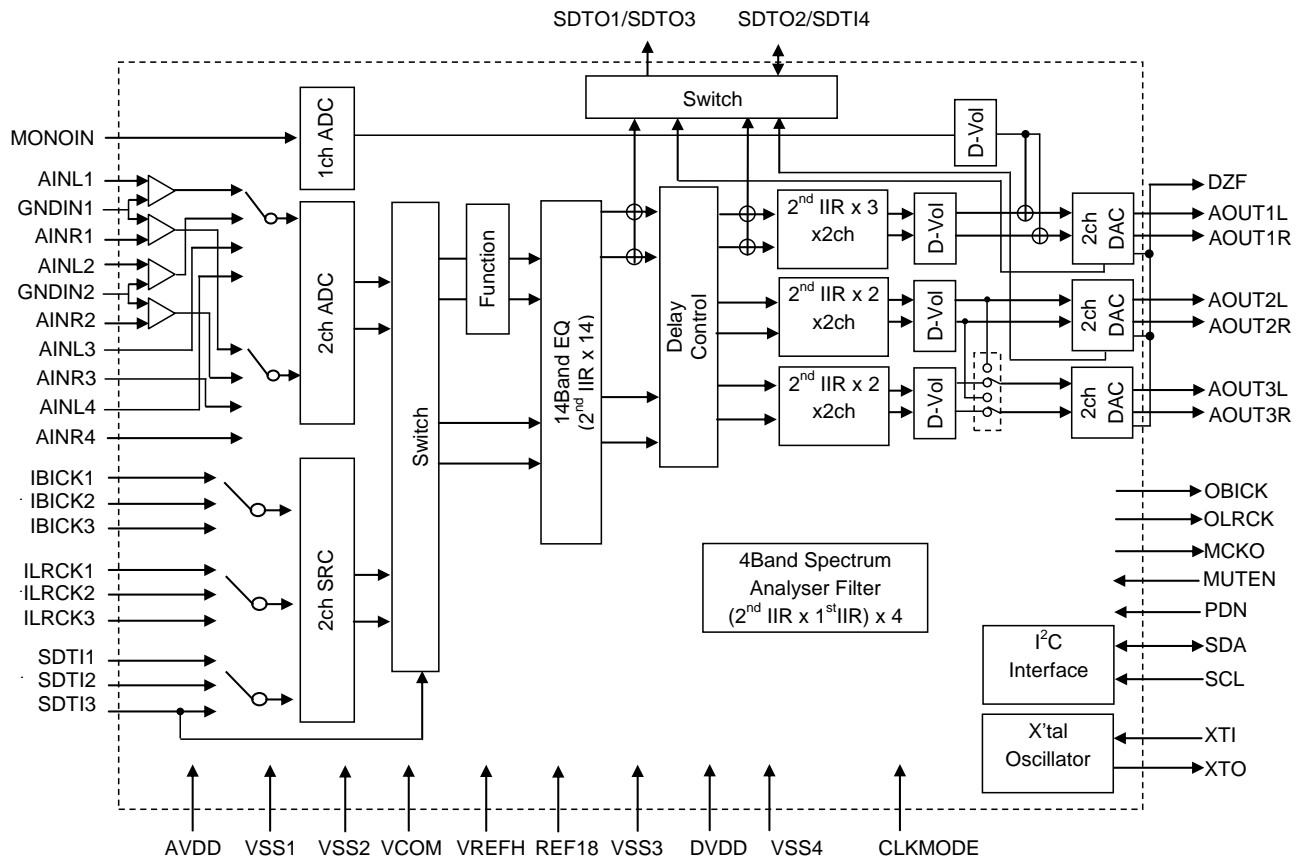 SDTO1/SDTO3
SDTO2/SDTI4
Switch
MONOIN
1ch ADC
D-Vol
AINL1
GNDIN1
AINR1
AINL2
GNDIN2
AINR2
AINL3
AINR3
AINL4
AINR4
2ch ADC
Switch
Function
14Band EQ
(2nd IIR x 14)
Delay
Control
2nd IIR x 3
x2ch
D-Vol
2ch
DAC
2nd IIR x 2
x2ch
D-Vol
2ch
DAC
2nd IIR x 2
x2ch
D-Vol
2ch
DAC
DZF
AOUT1L
AOUT1R
AOUT2L
AOUT2R
AOUT3L
AOUT3R
IBICK1
IBICK2
IBICK3
ILRCK1
ILRCK2
ILRCK3
SDTI1
SDTI2
SDTI3
2ch SRC
4Band Spectrum
Analyser Filter
(2nd IIR x 1stIIR) x 4
OBICK
OLRCK
MCKO
MUTEN
PDN
SDA
SCL
I2C
Interface
X'tal
Oscillator
XTI
XTO
AVDD
VSS1
VSS2
VCOM
VREFH
REF18
VSS3
DVDD
VSS4
CLKMODE